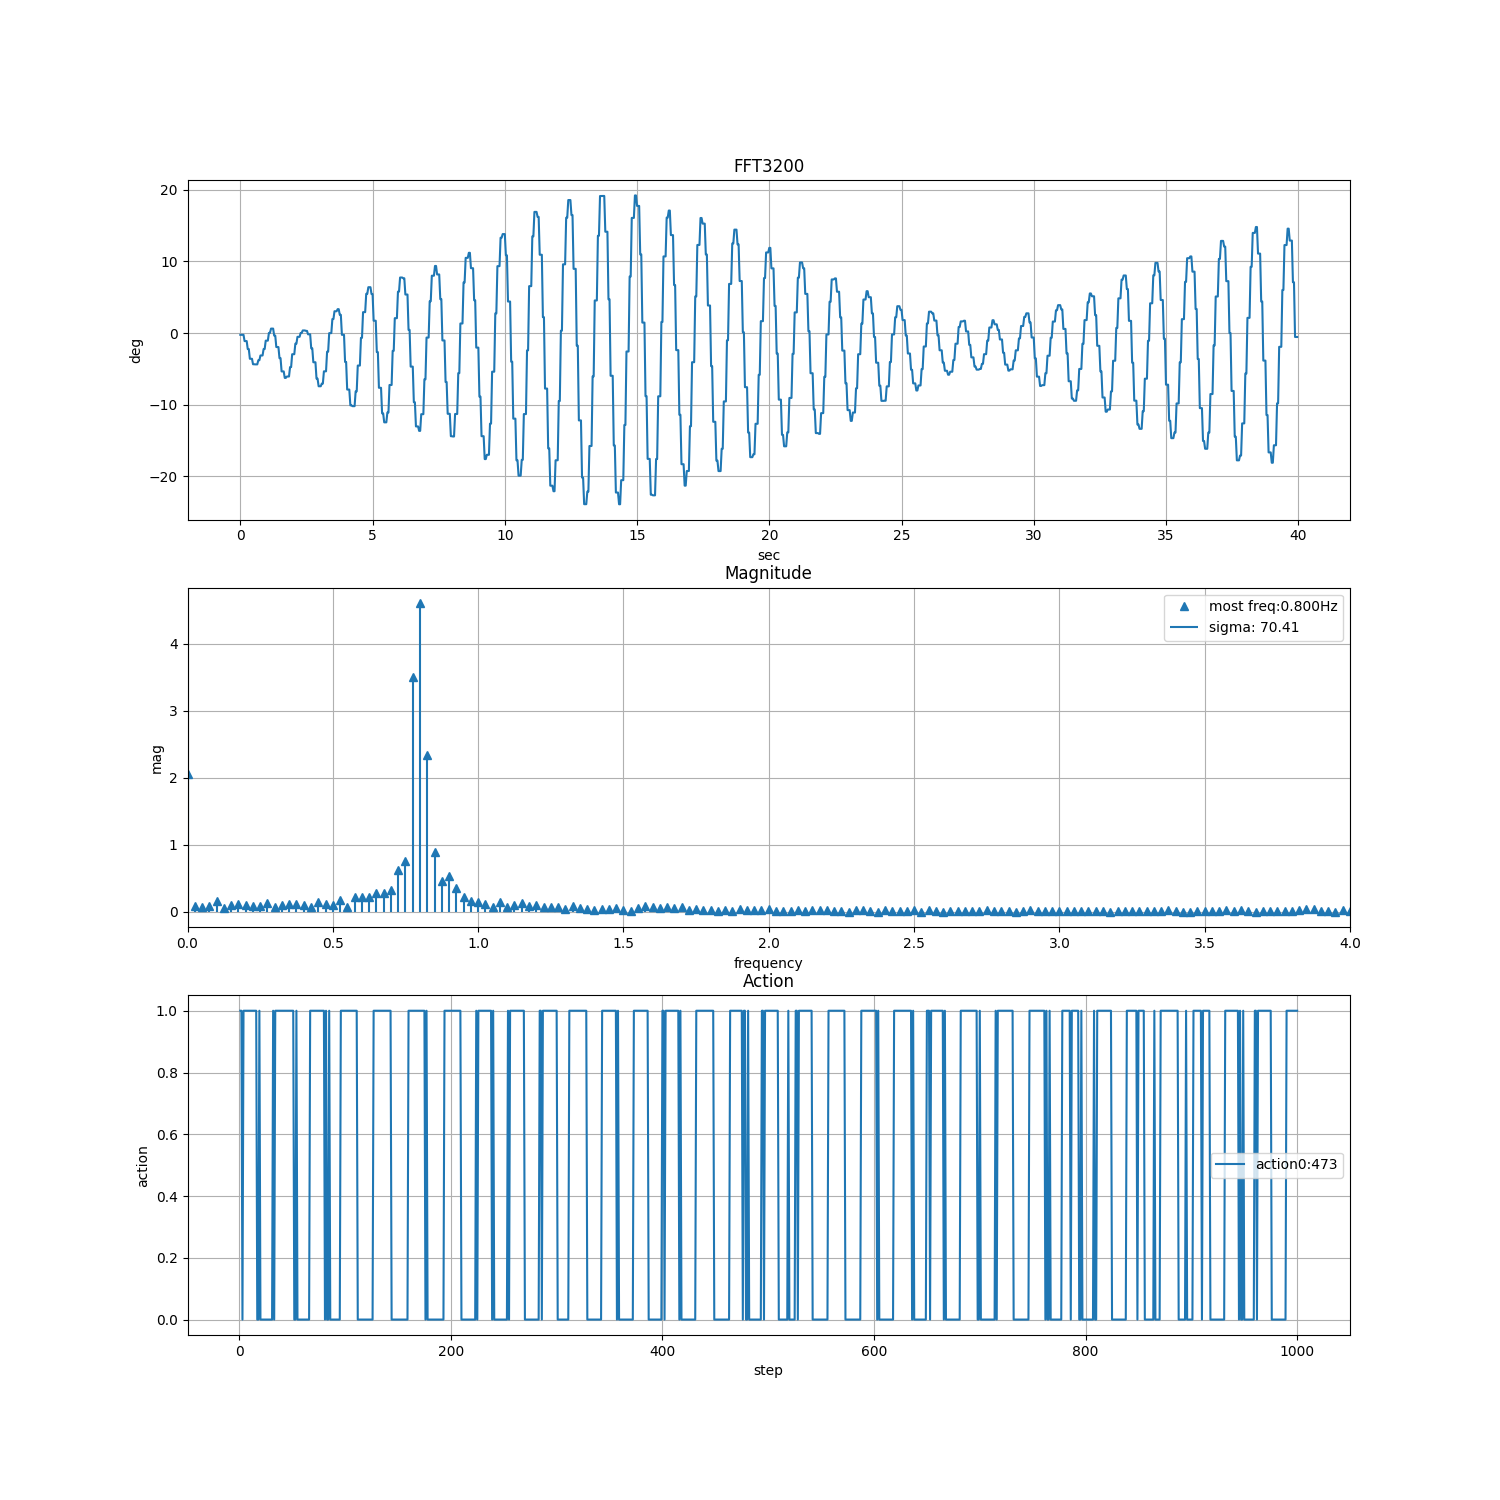 FFT3200
20
10
0
−10
−20
deg
0 5 10 15 20 25 30 35 40
sec
Magnitude
most freq:0.800Hz
sigma: 70.41
4
3
2
1
0
mag
0.0 0.5 1.0 1.5 2.0 2.5 3.0 3.5 4.0
frequency
Action
1.0
0.8
0.6
0.4
0.2
0.0
action
action0:473
0 200 400 600 800 1000
step